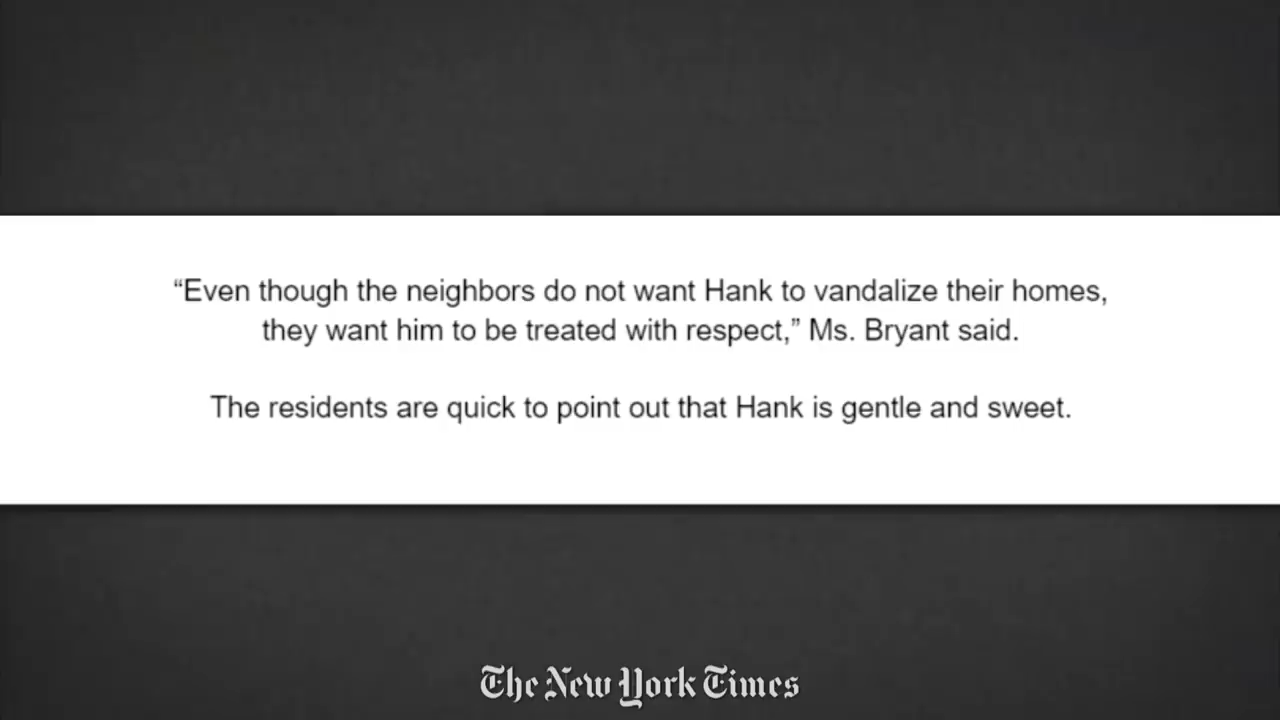 “Even though the neighbors do not want Hank to vandalize their homes,
they want him to be treated with respect,” Ms. Bryant said.
The residents are quick to point out that Hank is gentle and sweet.
The New York Times